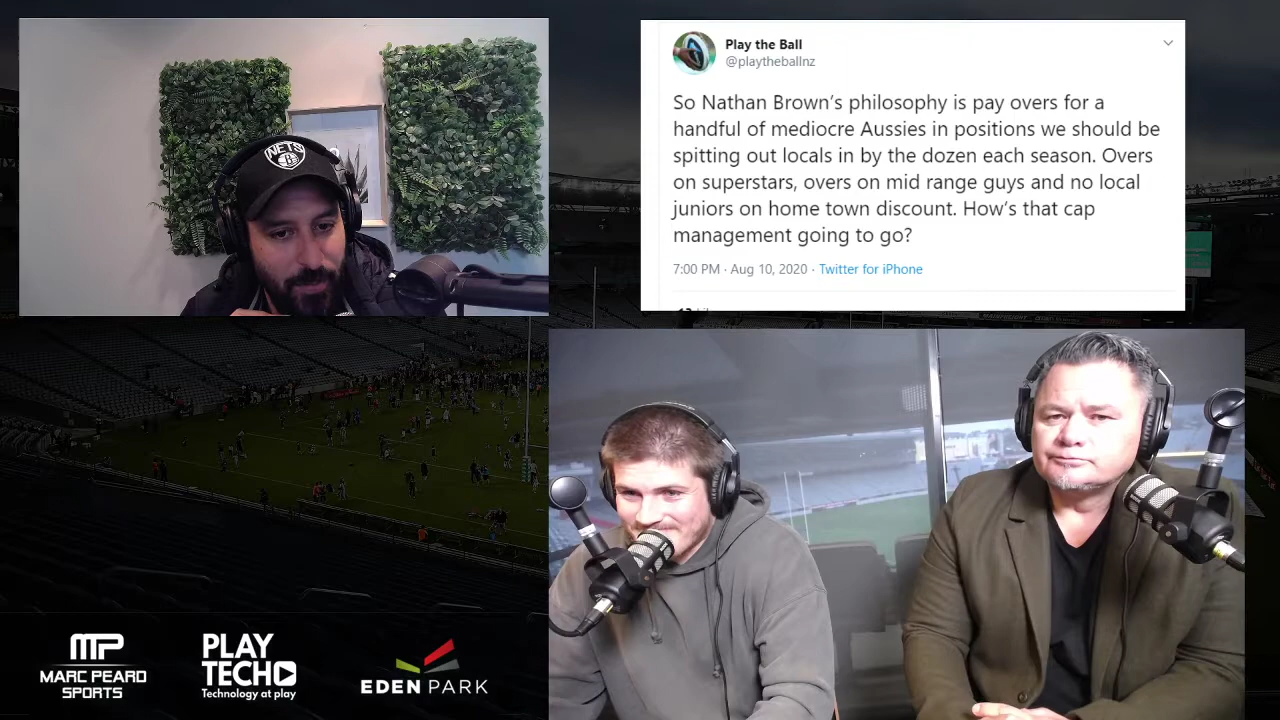 NETS
B
Play the Ball
@playtheballnz
So Nathan Brown's philosophy is pay overs for a
handful of mediocre Aussies in positions we should be
spitting out locals in by the dozen each season. Overs
on superstars, overs on mid range guys and no local
juniors on home town discount. How's that cap
management going to go?
7:00 PM · Aug 10, 2020 · Twitter for iPhone
MP
MARC PEARD
SPORTS
PLAY
TECH
Technology at play
EDEN PARK